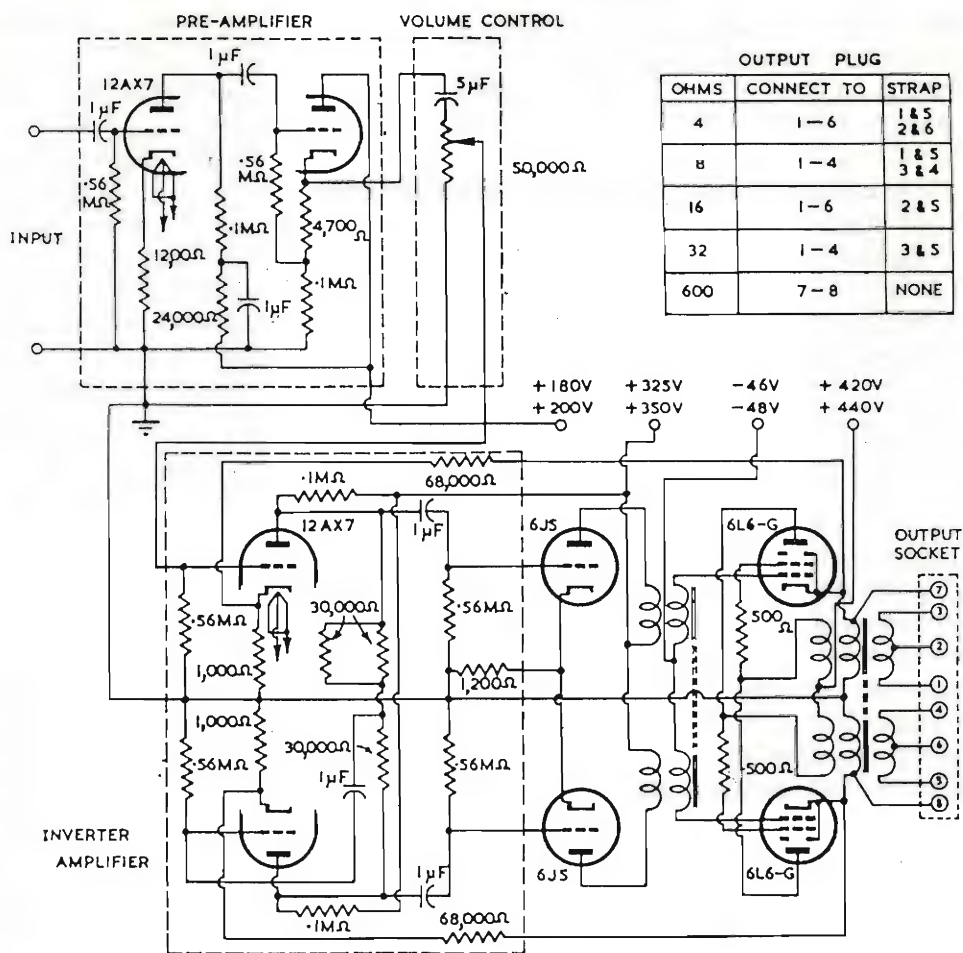 PRE-AMPLIFIER
VOLUME CONTROL
1μF
5μF
12AX7
1μF
.56
MΩ
.56
MΩ
50,000Ω
INPUT
1200Ω
.1MΩ
4,700
Ω
.1MΩ
1μF
24,000Ω
OUTPUT PLUG
OHMS CONNECT TO STRAP
4 1-6 1 & 5
2 & 6
8 1-4 1 & 5
3 & 4
16 1-6 2 & 5
32 1-4 3 & 5
600 7-8 NONE
+180V +325V -46V +420V
+200V +350V -48V +440V
.1MΩ
68,000Ω
12AX7
1μF
6J5
6L6-G
OUTPUT
SOCKET
.56MΩ
30,000Ω
.56MΩ
500
Ω
7
3
2
1
1,000Ω
1,200Ω
1,000Ω
4
6
5
8
.56MΩ
30,000Ω
1μF
.56MΩ
500Ω
INVERTER
AMPLIFIER
1μF
6J5
6L6-G
.1MΩ
68,000Ω